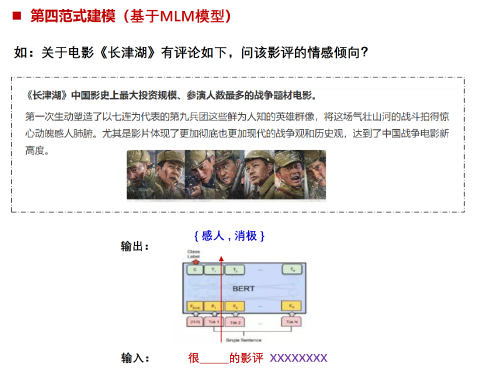 第四范式建模（基于MLM模型）
如：关于电影《长津湖》有评论如下，问该影评的情感倾向？
《长津湖》中国影史上最大投资规模、参演人数最多的战争题材电影。
第一次生动塑造了以七连为代表的第九兵团这些鲜为人知的英雄群像，将这场气壮山河的战斗拍得惊
心动魄感人肺腑。尤其是影片体现了更加彻底也更加现代的战争观和历史观，达到了中国战争电影新
高度。
输出：
{ 感人 , 消极 }
Class
Label
C T₁ T₂ ...
BERT
E₁ E₂ ...
[CLS] Tok 1 Tok 2 ... Tok N
Single Sentence
输入：
很____的影评 XXXXXXXX